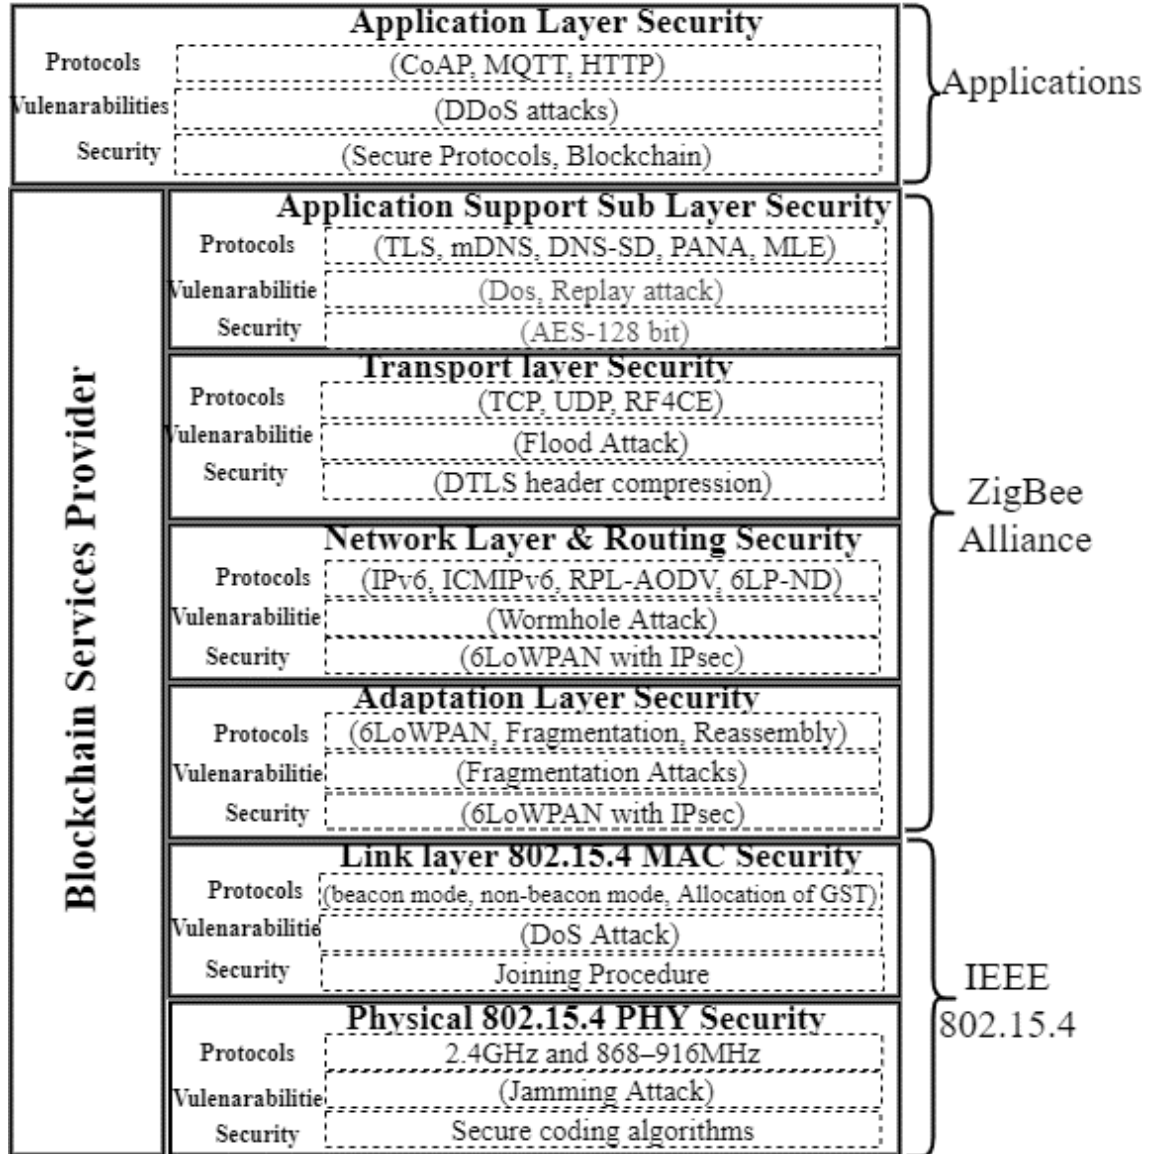 Application Layer Security
Protocols (CoAP, MQTT, HTTP)
Vulenarabilities (DDoS attacks)
Security (Secure Protocols, Blockchain)
Applications
Blockchain Services Provider
Application Support Sub Layer Security
Protocols (TLS, mDNS, DNS-SD, PANA, MLE)
Vulenarabilitie (Dos, Replay attack)
Security (AES-128 bit)
Transport layer Security
Protocols (TCP, UDP, RF4CE)
Vulenarabilitie (Flood Attack)
Security (DTLS header compression)
Network Layer & Routing Security
Protocols (IPv6, ICMIPv6, RPL-AODV, 6LP-ND)
Vulenarabilitie (Wormhole Attack)
Security (6LoWPAN with IPsec)
Adaptation Layer Security
Protocols (6LoWPAN, Fragmentation, Reassembly)
Vulenarabilitie (Fragmentation Attacks)
Security (6LoWPAN with IPsec)
ZigBee
Alliance
Link layer 802.15.4 MAC Security
Protocols (beacon mode, non-beacon mode, Allocation of GST)
Vulenarabilitie (DoS Attack)
Security Joining Procedure
Physical 802.15.4 PHY Security
Protocols 2.4GHz and 868–916MHz
Vulenarabilitie (Jamming Attack)
Security Secure coding algorithms
IEEE
802.15.4